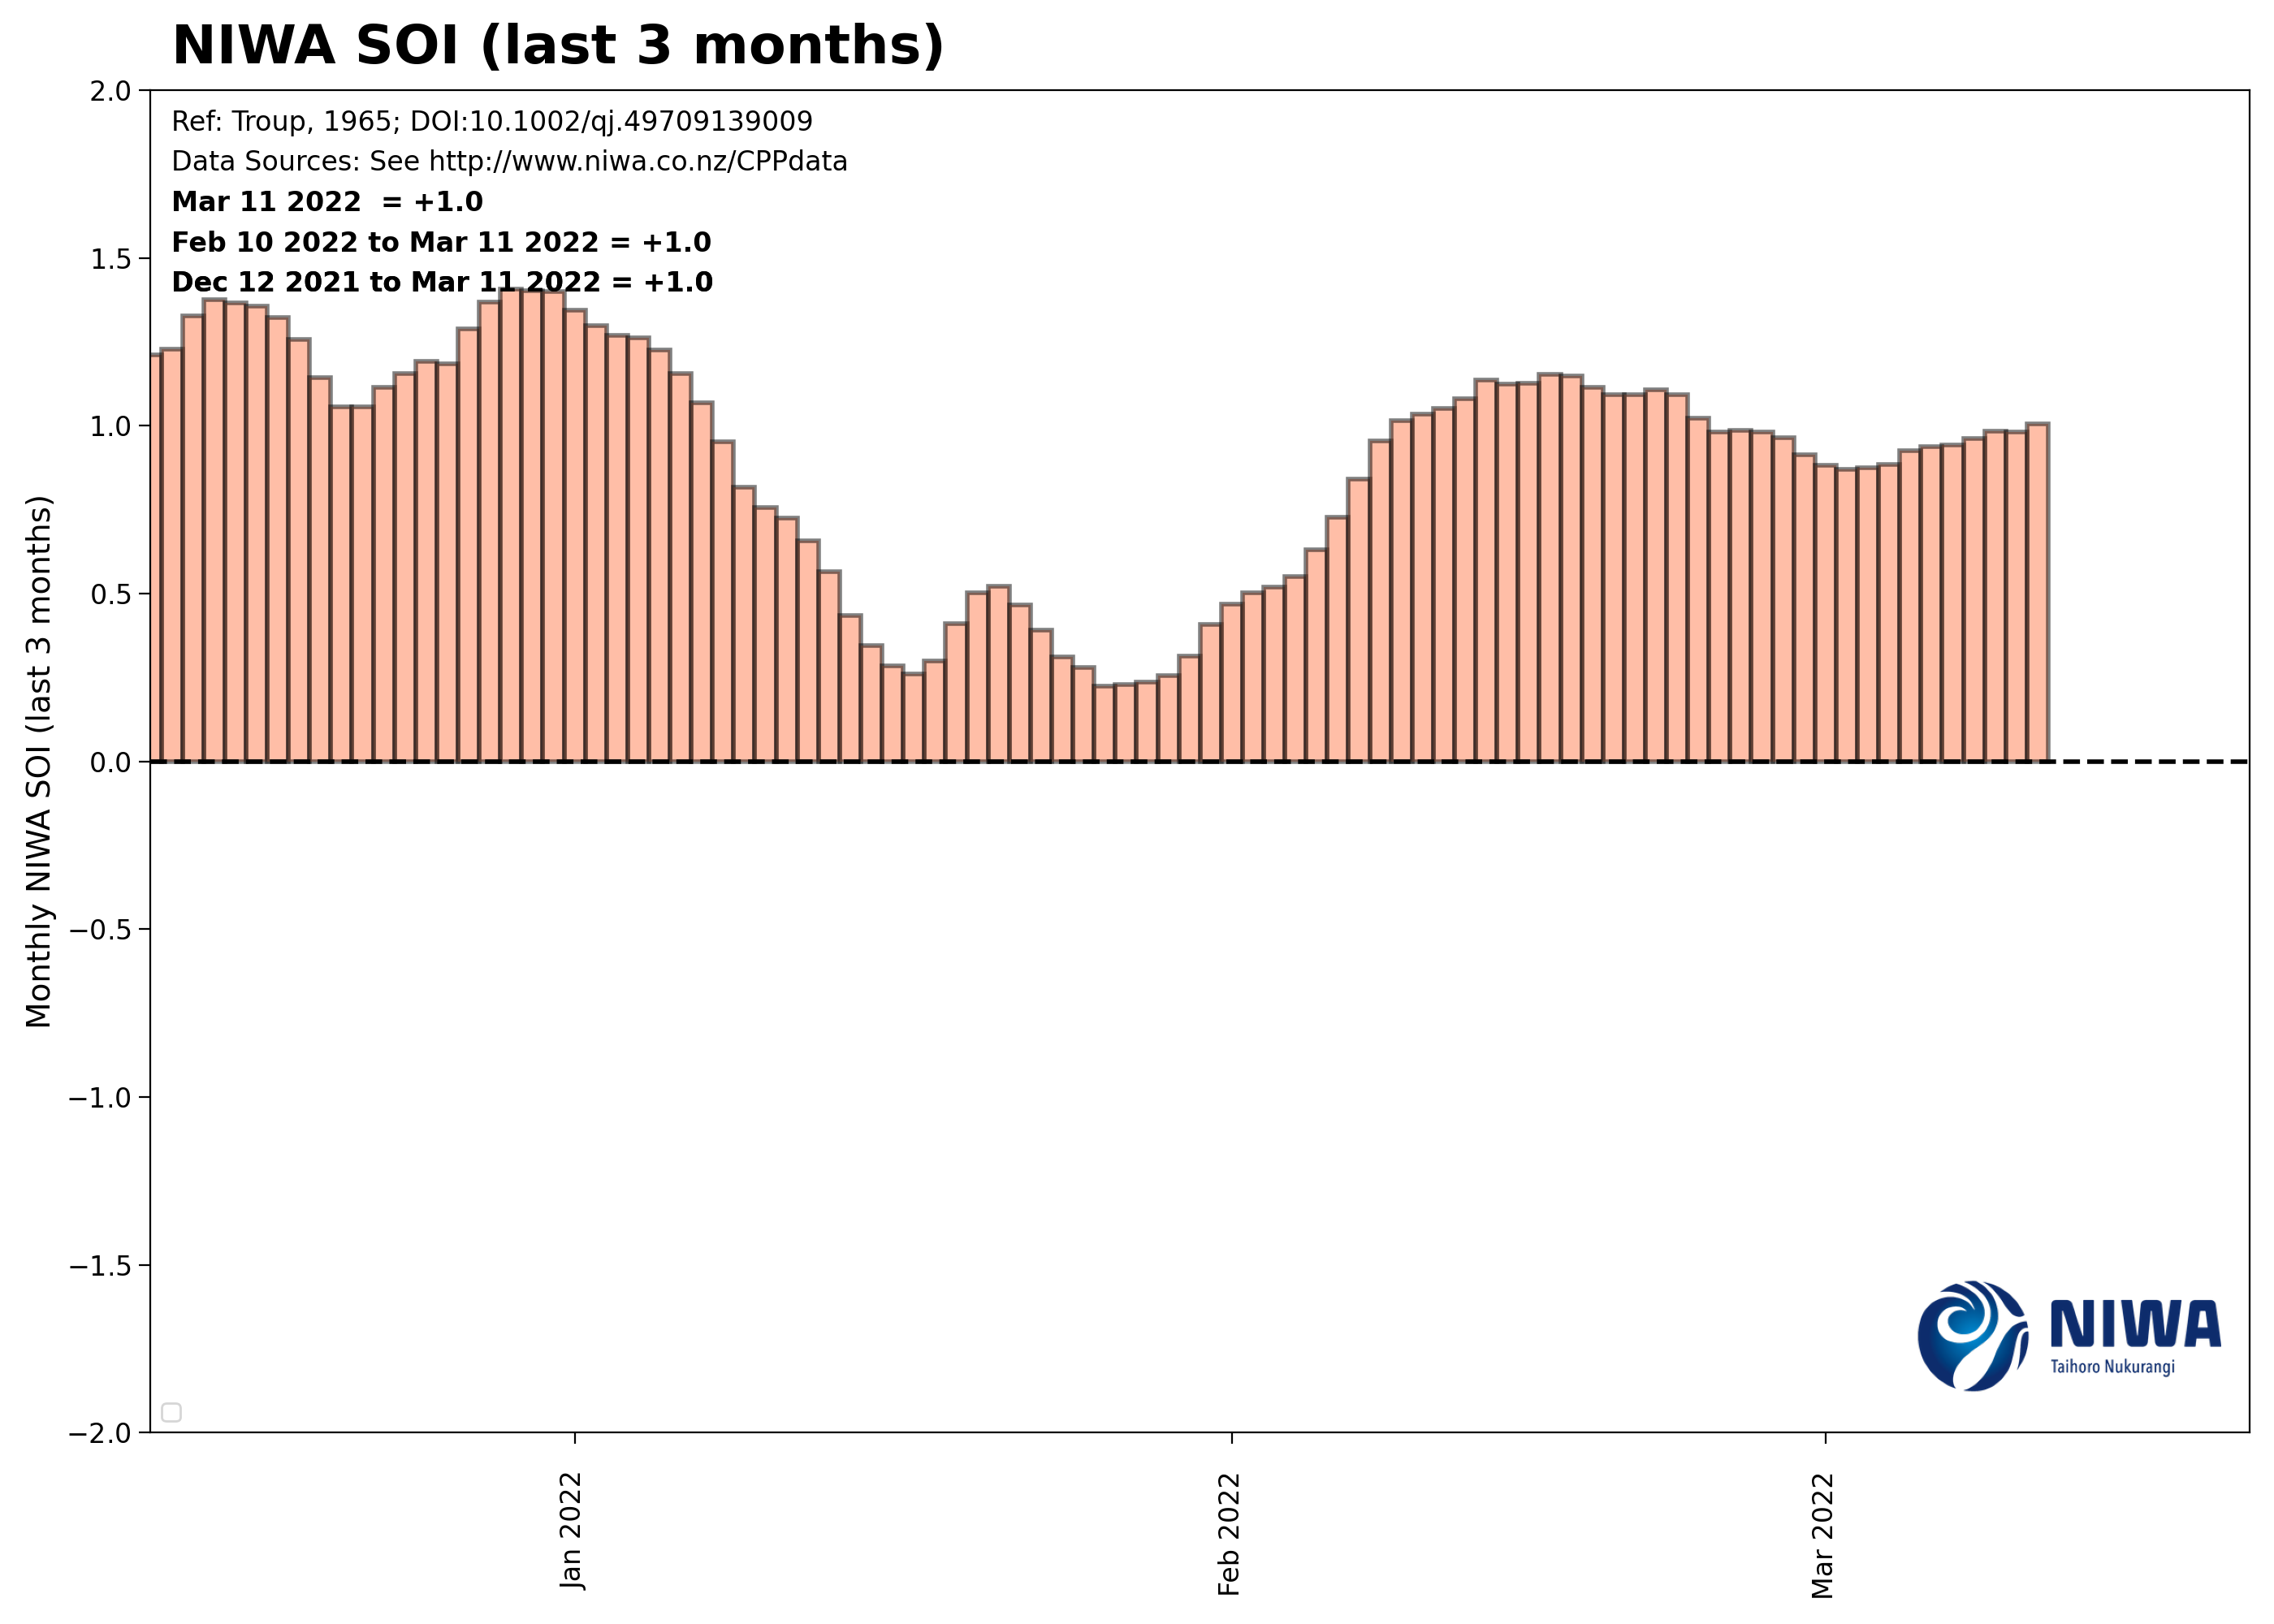 NIWA SOI (last 3 months)
2.0
Ref: Troup, 1965; DOI:10.1002/qj.49709139009
Data Sources: See http://www.niwa.co.nz/CPPdata
Mar 11 2022  = +1.0
Feb 10 2022 to Mar 11 2022 = +1.0
1.5
Dec 12 2021 to Mar 11 2022 = +1.0
1.0
0.5
0.0
−0.5
−1.0
−1.5
−2.0
Monthly NIWA SOI (last 3 months)
NIWA
Taihoro Nukurangi
Jan 2022
Feb 2022
Mar 2022